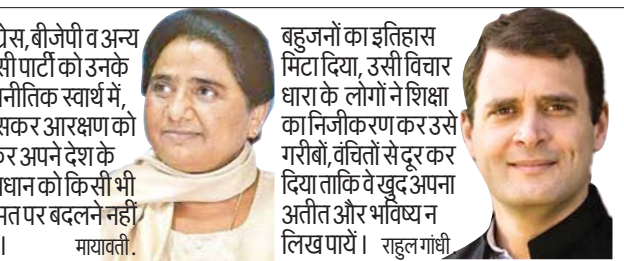 ग्रेस, बीजेपी व अन्य
सी पार्टी को उनके
नीतिक स्वार्थ में,
सकर आरक्षण को
कर अपने देश के
धान को किसी भी
मत पर बदलने नहीं
। मायावती.
बहुजनों का इतिहास
मिटा दिया, उसी विचार
धारा के लोगों ने शिक्षा
का निजीकरण कर उसे
गरीबों, वंचितों से दूर कर
दिया ताकि वे खुद अपना
अतीत और भविष्य न
लिख पायें। राहुल गांधी.